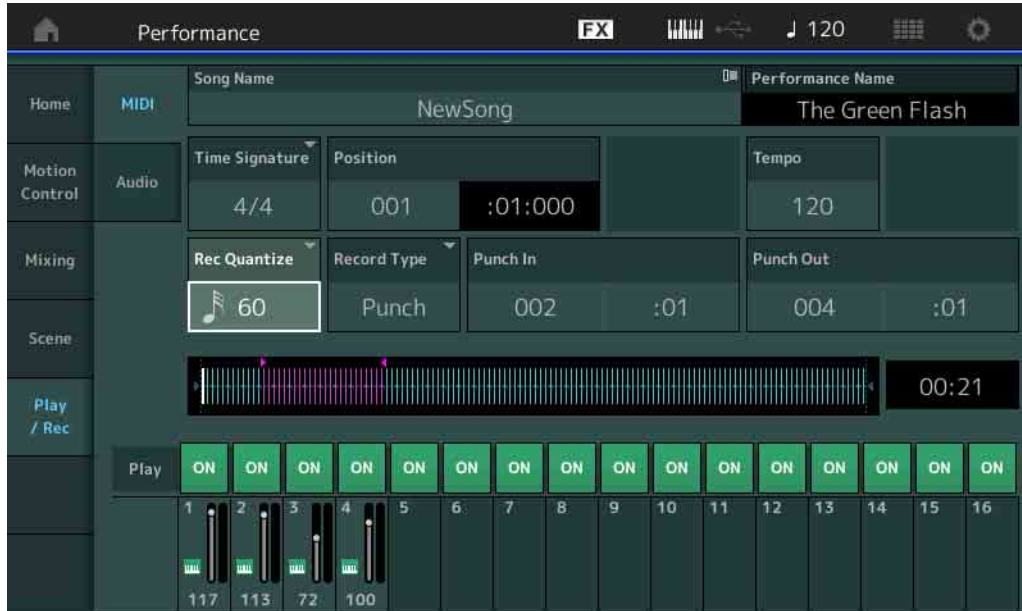 Performance FX 120
Song Name Performance Name
Home MIDI NewSong The Green Flash
Time Signature Position Tempo
Motion
Control Audio 4/4 001 :01:000 120
Mixing Rec Quantize Record Type Punch In Punch Out
60 Punch 002 :01 004 :01
Scene
Play
/ Rec 00:21
Play ON ON ON ON ON ON ON ON ON ON ON ON ON ON ON ON
1 2 3 4 5 6 7 8 9 10 11 12 13 14 15 16
117 113 72 100